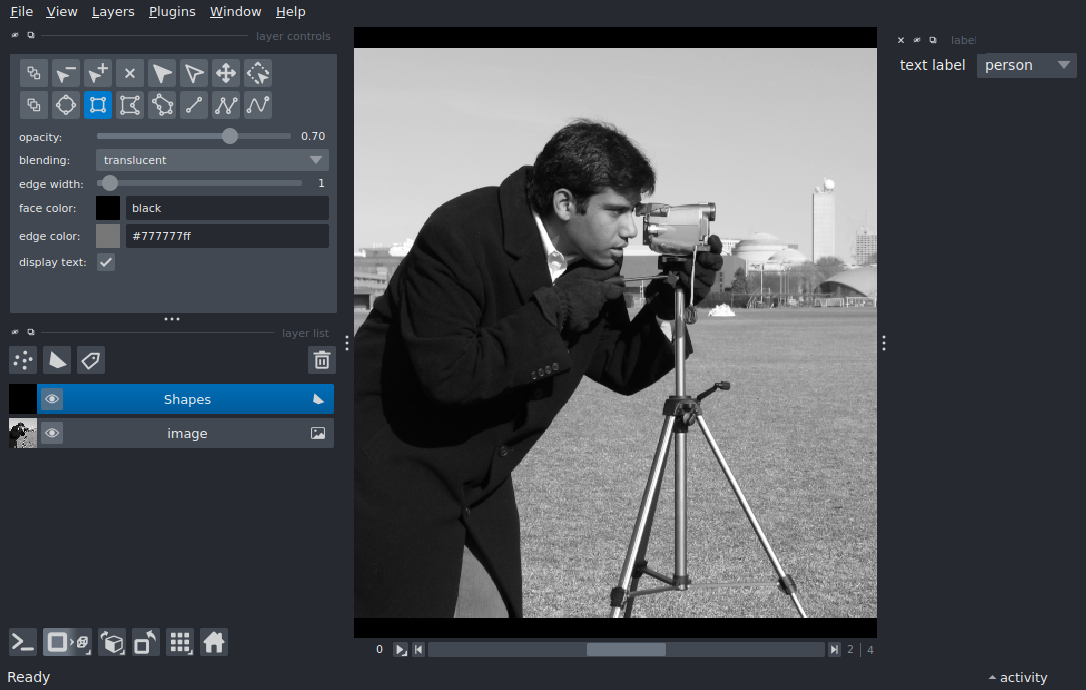 File View Layers Plugins Window Help
layer controls
opacity: 0.70
blending: translucent
edge width: 1
face color: black
edge color: #777777ff
display text:
layer list
Shapes
image
label
text label person
0 2 4
Ready
activity